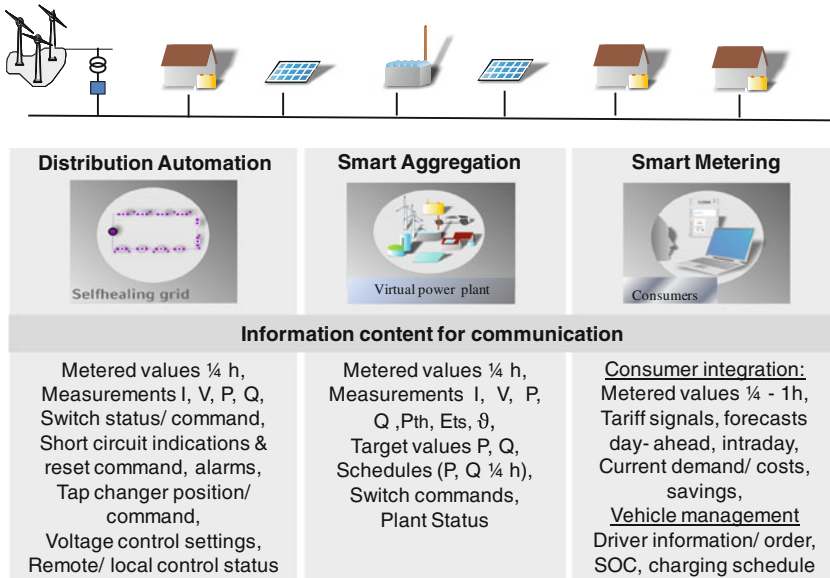 Distribution Automation
Selfhealing grid
Smart Aggregation
Virtual power plant
Smart Metering
Consumers
Information content for communication
Metered values ¼ h,
Measurements I, V, P, Q,
Switch status/ command,
Short circuit indications &
reset command, alarms,
Tap changer position/
command,
Voltage control settings,
Remote/ local control status
Metered values ¼ h,
Measurements I, V, P,
Q ,Pth, Ets, ϑ,
Target values P, Q,
Schedules (P, Q ¼ h),
Switch commands,
Plant Status
Consumer integration:
Metered values ¼ - 1h,
Tariff signals, forecasts
day- ahead, intraday,
Current demand/ costs,
savings,
Vehicle management
Driver information/ order,
SOC, charging schedule